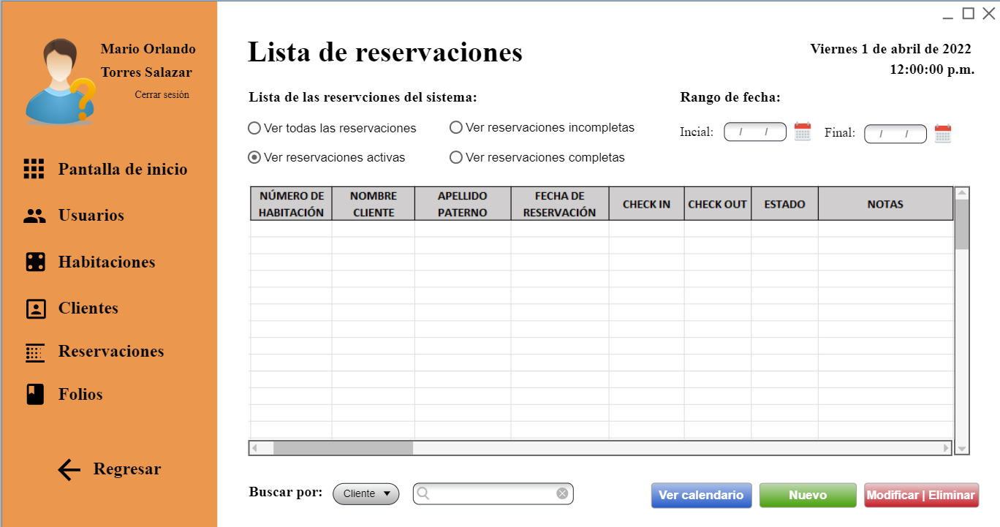 Mario Orlando
Torres Salazar
Cerrar sesión
Pantalla de inicio
Usuarios
Habitaciones
Clientes
Reservaciones
Folios
Regresar
Lista de reservaciones
Viernes 1 de abril de 2022
12:00:00 p.m.
Lista de las reservciones del sistema:
Rango de fecha:
Ver todas las reservaciones
Ver reservaciones incompletas
Ver reservaciones activas
Ver reservaciones completas
Incial: / /
Final: / /
NÚMERO DE
HABITACIÓN
NOMBRE
CLIENTE
APELLIDO
PATERNO
FECHA DE
RESERVACIÓN
CHECK IN
CHECK OUT
ESTADO
NOTAS
Buscar por:
Cliente
Ver calendario
Nuevo
Modificar | Eliminar